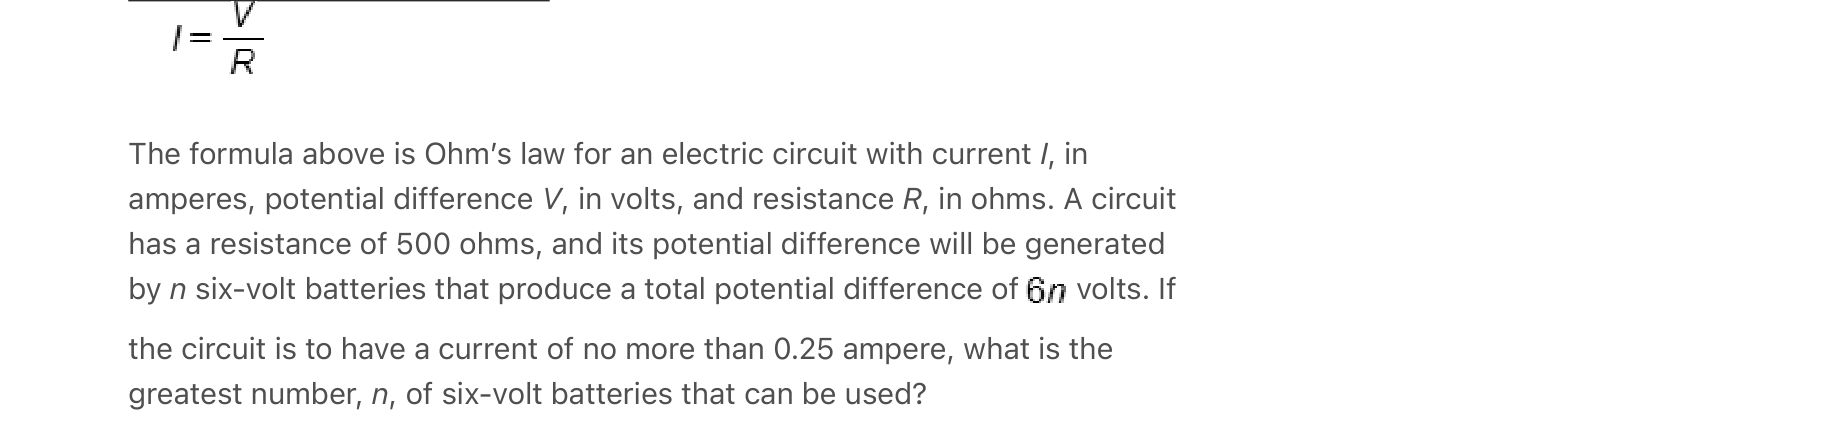 I = V/R
The formula above is Ohm’s law for an electric circuit with current I, in
amperes, potential difference V, in volts, and resistance R, in ohms. A circuit
has a resistance of 500 ohms, and its potential difference will be generated
by n six-volt batteries that produce a total potential difference of 6n volts. If
the circuit is to have a current of no more than 0.25 ampere, what is the
greatest number, n, of six-volt batteries that can be used?